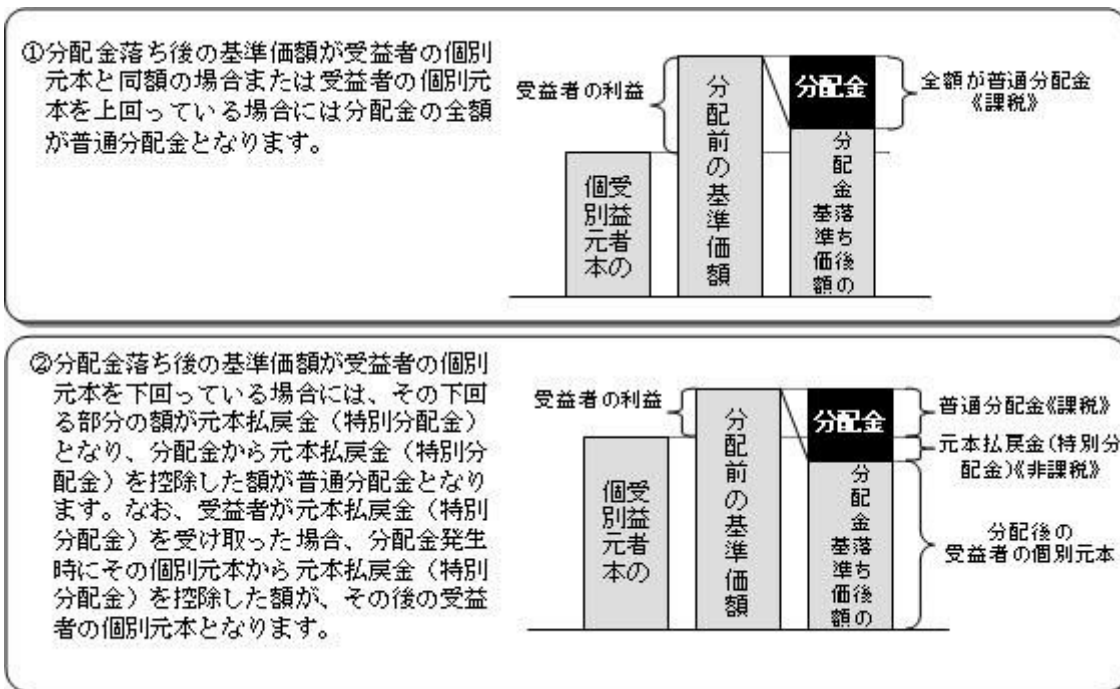 ①分配金落ち後の基準価額が受益者の個別
元本と同額の場合または受益者の個別元
本を上回っている場合には分配金の全額
が普通分配金となります。
受益者の利益
分配前の基準価額
分配金
全額が普通分配金
《課税》
受益者の
個別元本
分配金落ち後の
基準価額
②分配金落ち後の基準価額が受益者の個別
元本を下回っている場合には、その下回
る部分の額が元本払戻金（特別分配金）
となり、分配金から元本払戻金（特別分
配金）を控除した額が普通分配金となり
ます。なお、受益者が元本払戻金（特別
分配金）を受け取った場合、分配金発生
時にその個別元本から元本払戻金（特別
分配金）を控除した額が、その後の受益
者の個別元本となります。
受益者の利益
分配前の基準価額
分配金
普通分配金《課税》
元本払戻金(特別分
配金)《非課税》
受益者の
個別元本
分配金落ち後の
基準価額
分配後の
受益者の個別元本